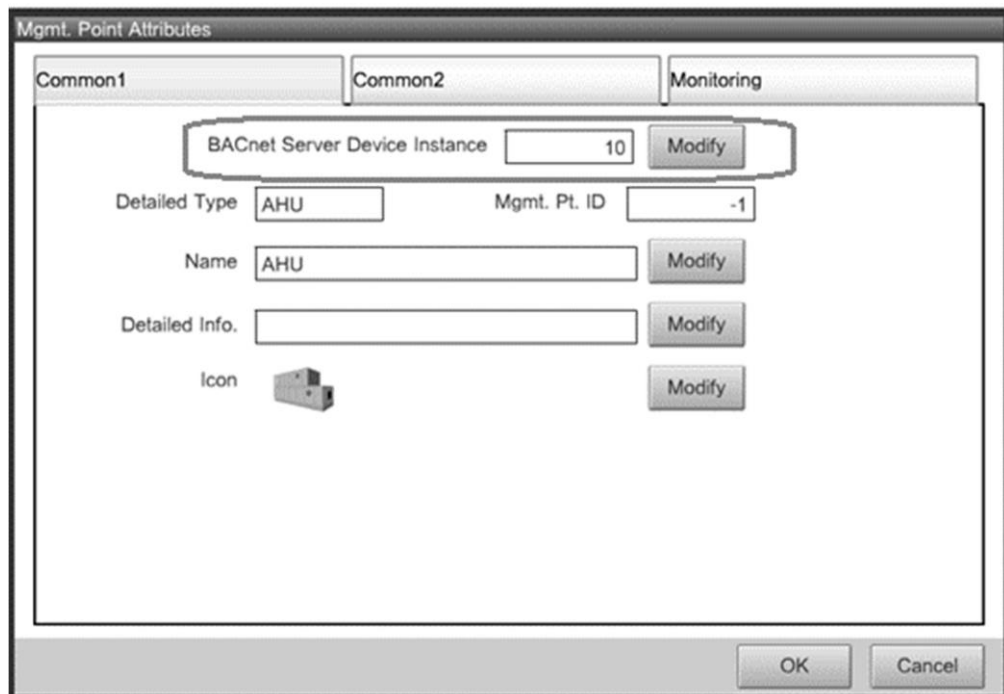 Mgmt. Point Attributes
Common1 Common2 Monitoring
BACnet Server Device Instance 10 Modify
Detailed Type AHU Mgmt. Pt. ID -1
Name AHU Modify
Detailed Info. Modify
Icon Modify
OK Cancel